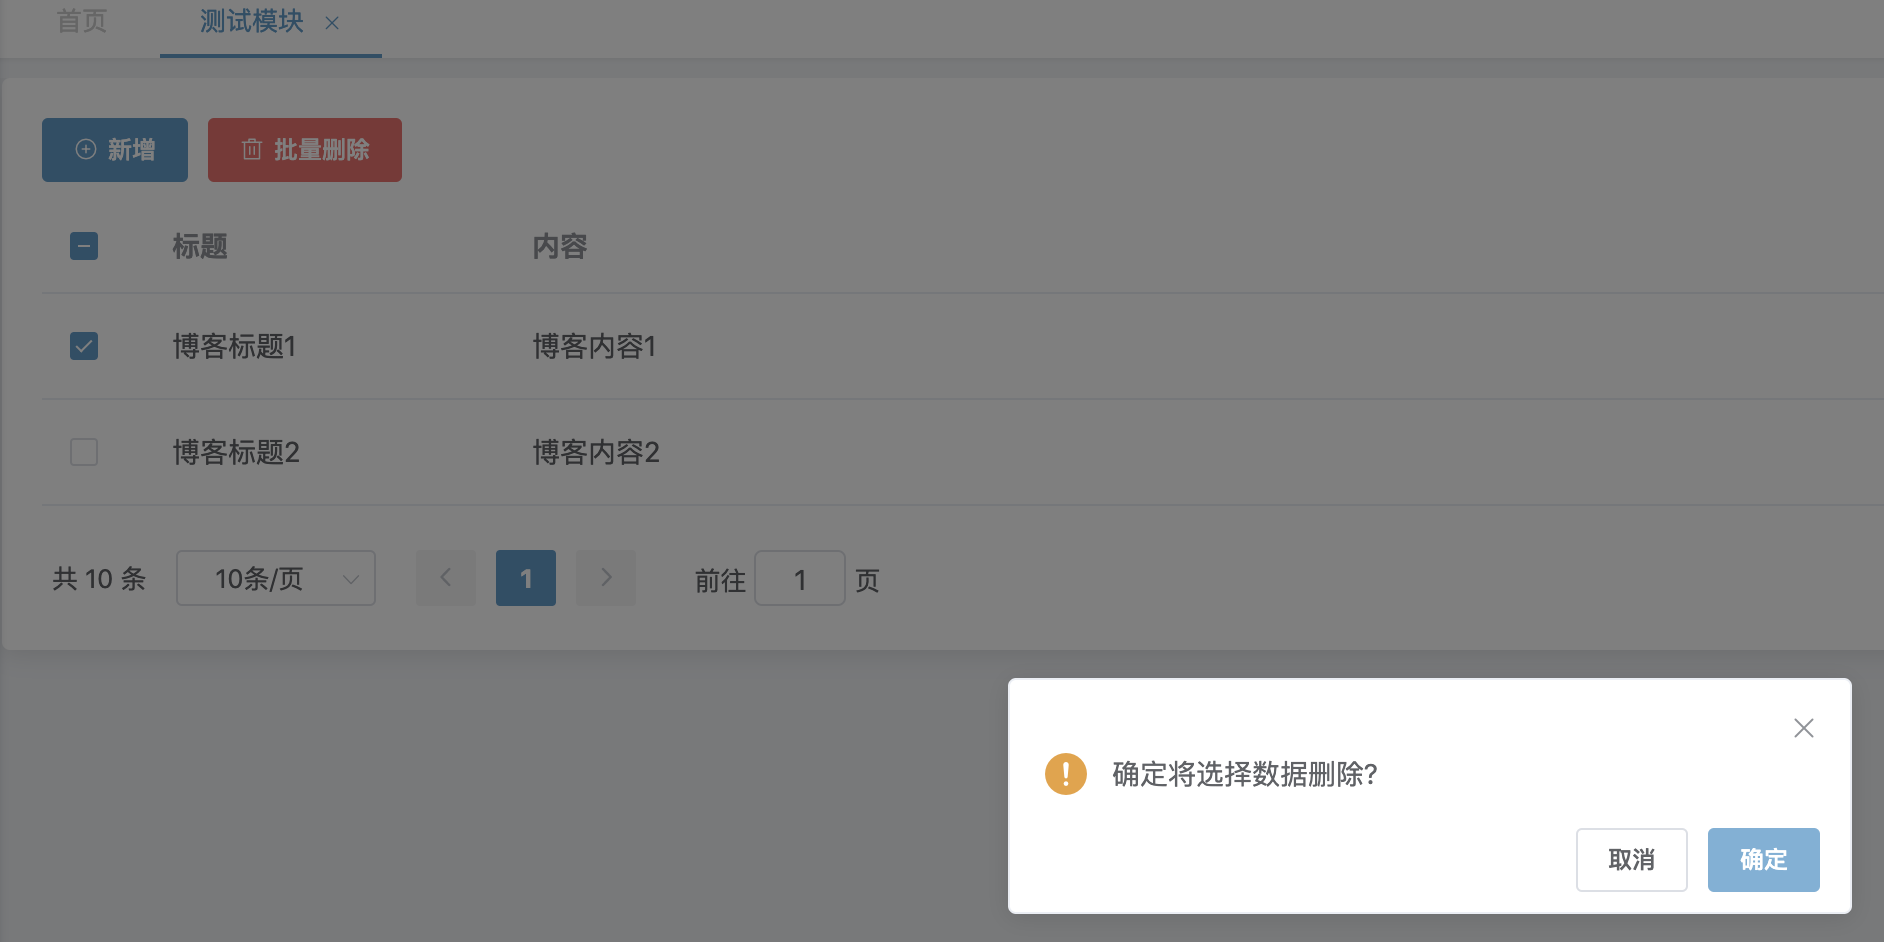 首页 测试模块
新增 批量删除
标题 内容
博客标题1 博客内容1
博客标题2 博客内容2
共 10 条 10条/页 1 前往 1 页
确定将选择数据删除?
取消 确定